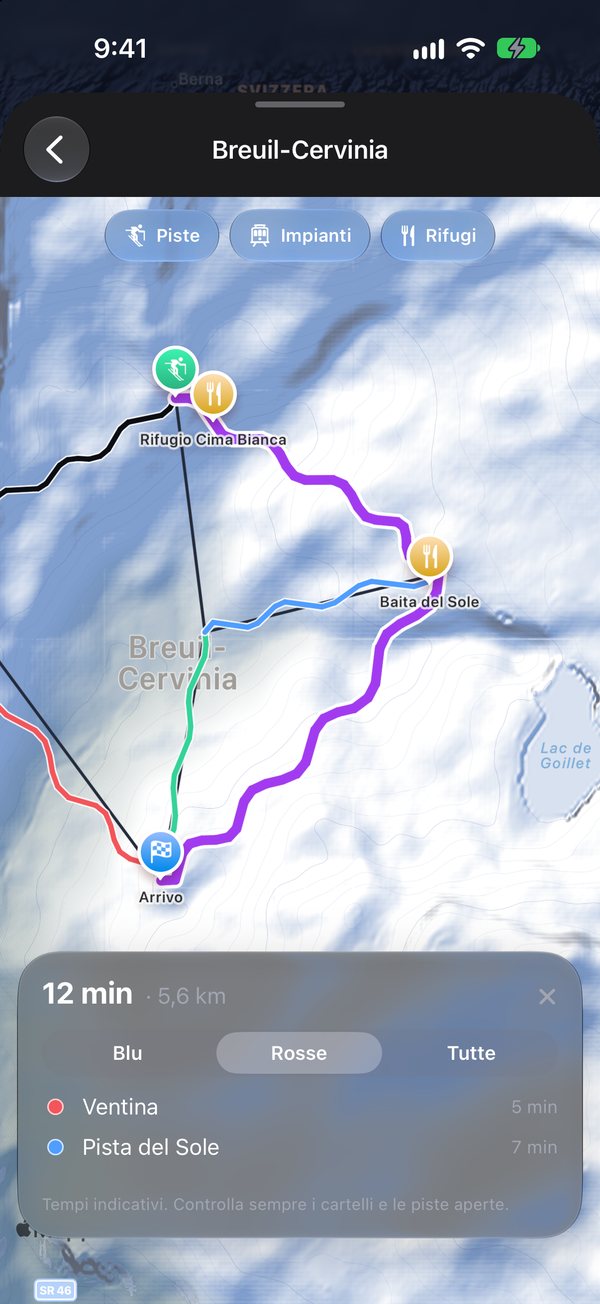 9:41
Berna
SVIZZERA
Breuil-Cervinia
Piste
Impianti
Rifugi
Rifugio Cima Bianca
Baita del Sole
Breuil-
Cervinia
Lac de
Goillet
Arrivo
12 min · 5,6 km
Blu
Rosse
Tutte
Ventina
5 min
Pista del Sole
7 min
Tempi indicativi. Controlla sempre i cartelli e le piste aperte.
SR 46